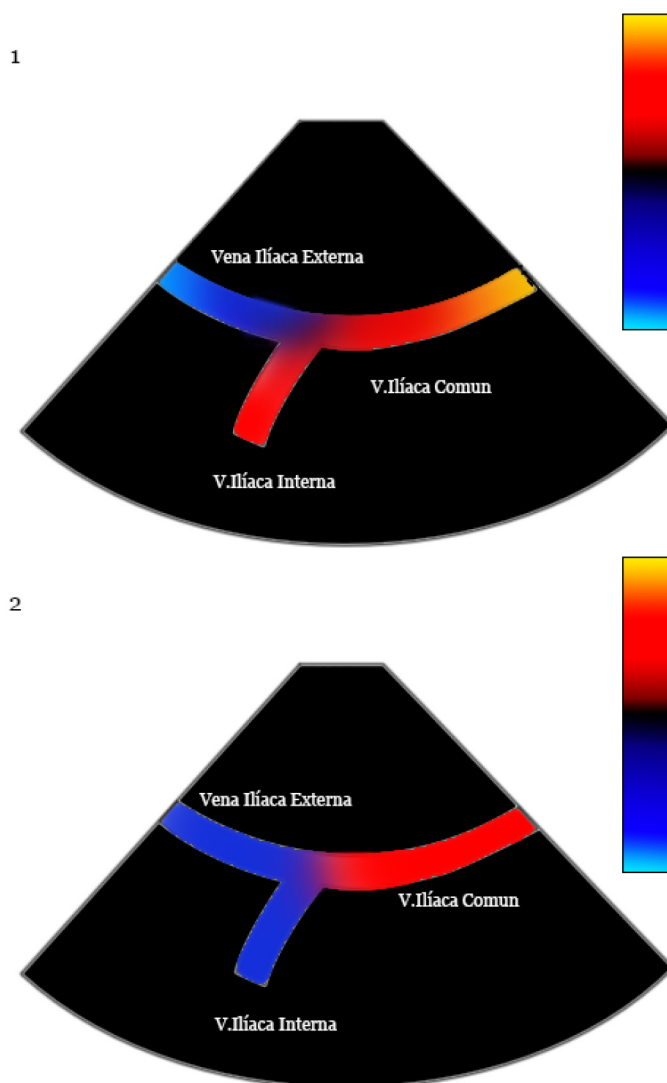 1
Vena Ilíaca Externa
V.Ilíaca Comun
V.Ilíaca Interna
2
Vena Ilíaca Externa
V.Ilíaca Comun
V.Ilíaca Interna